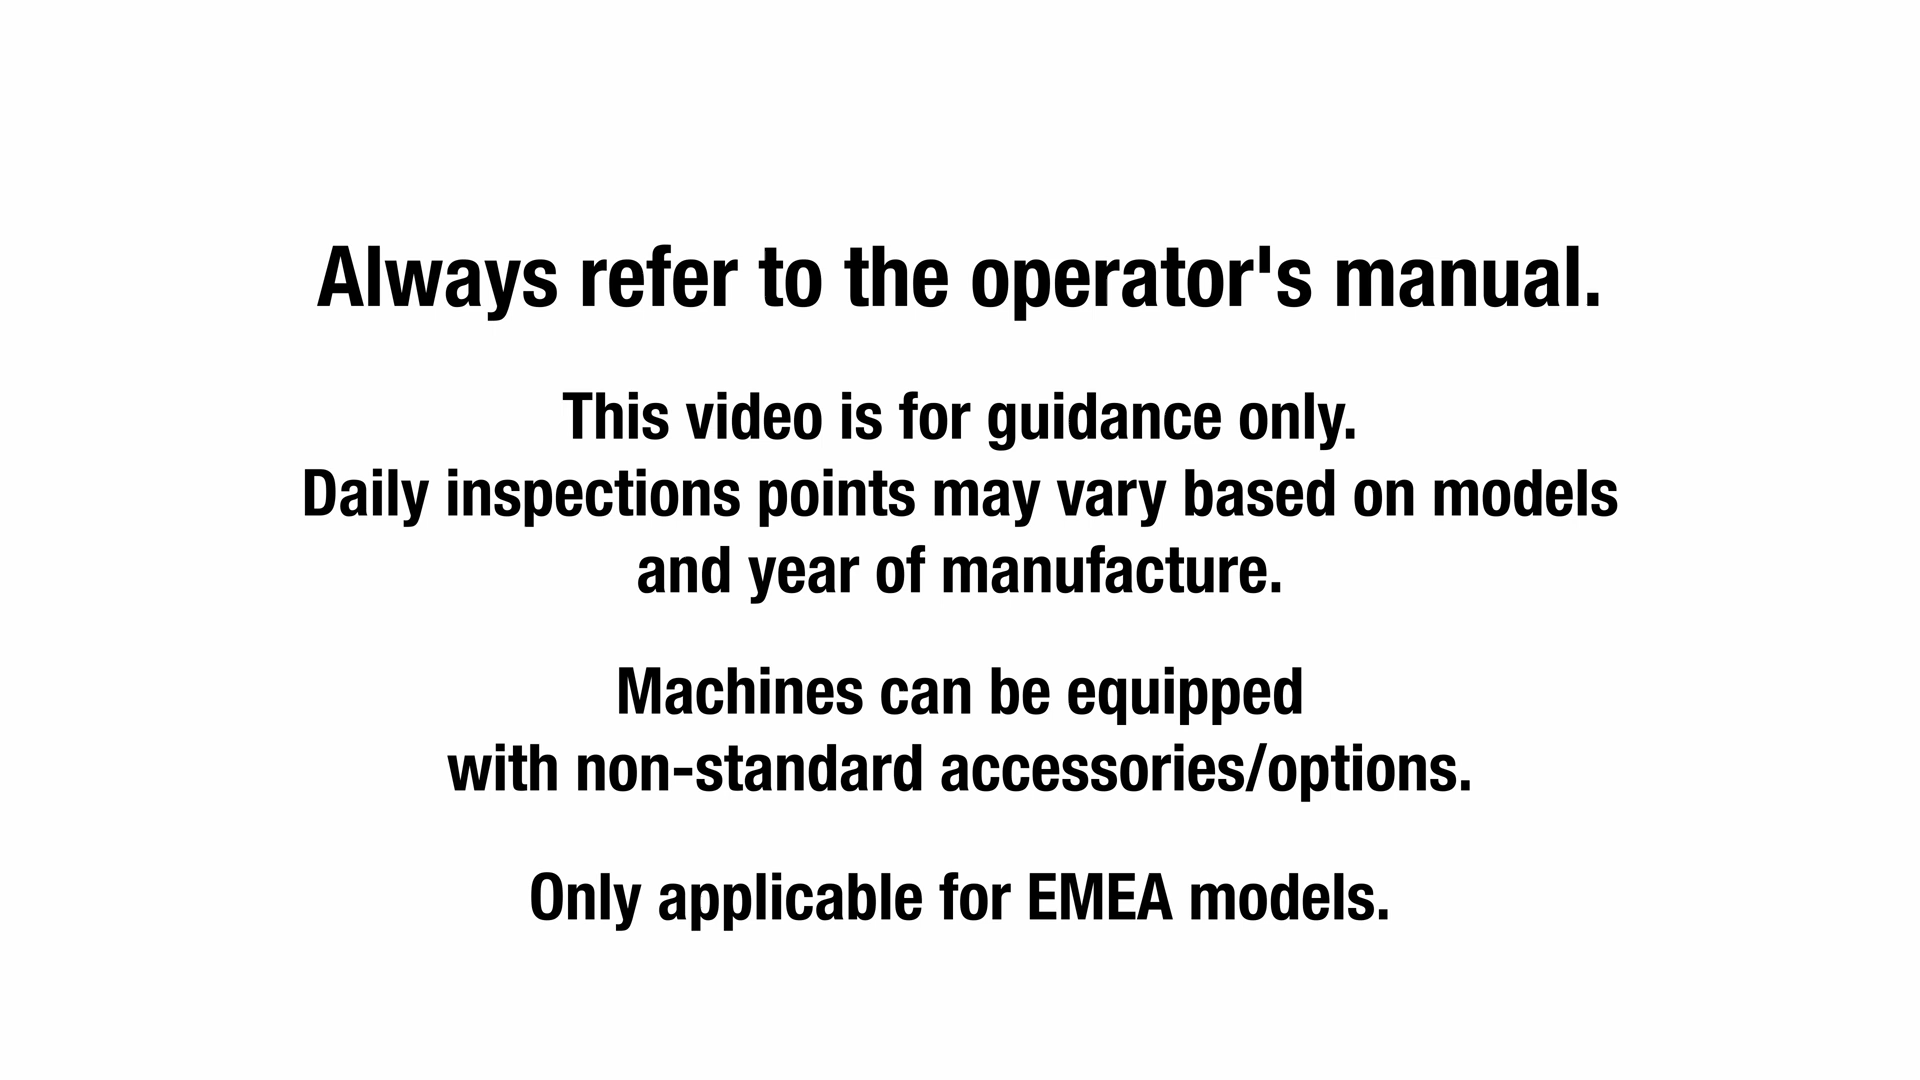 Always refer to the operator's manual.
This video is for guidance only.
Daily inspections points may vary based on models
and year of manufacture.
Machines can be equipped
with non-standard accessories/options.
Only applicable for EMEA models.